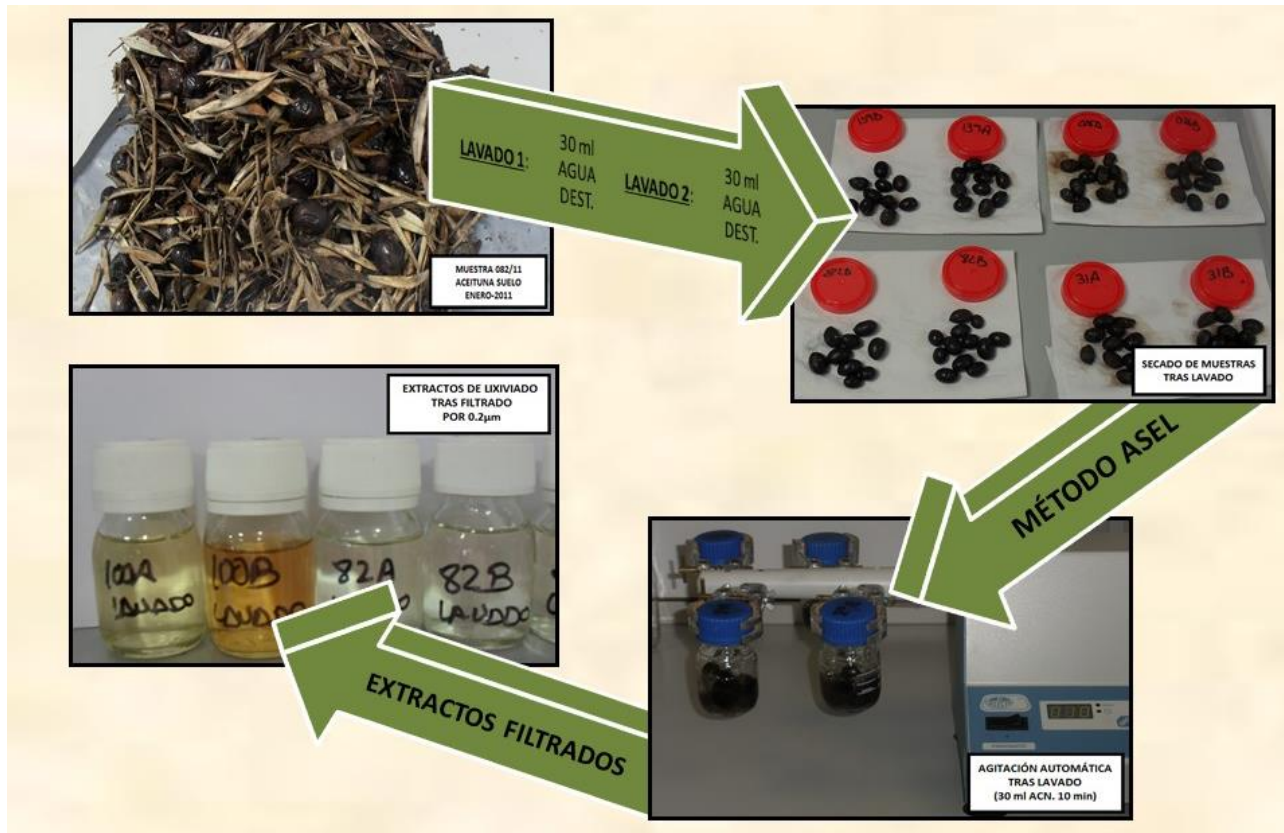 MUESTRA 082/11
ACEITUNA SUELO
ENERO-2011
LAVADO 1:
30 ml
AGUA
DEST.
LAVADO 2:
30 ml
AGUA
DEST.
137A
82B
31A
31B
SECADO DE MUESTRAS
TRAS LAVADO
MÉTODO ASEL
030
AGITACIÓN AUTOMÁTICA
TRAS LAVADO
(30 ml ACN. 10 min)
EXTRACTOS FILTRADOS
EXTRACTOS DE LIXIVIADO
TRAS FILTRADO
POR 0.2µm
100A
LAVADO
100B
LAVADO
82A
LAVADO
82B
LAVADO